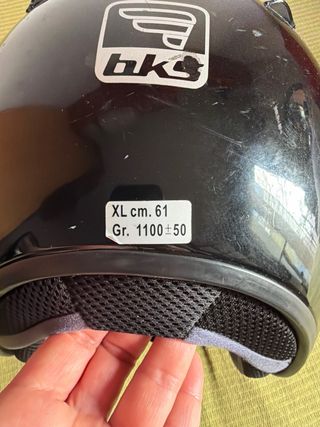 bks
XL cm. 61
Gr. 1100±50